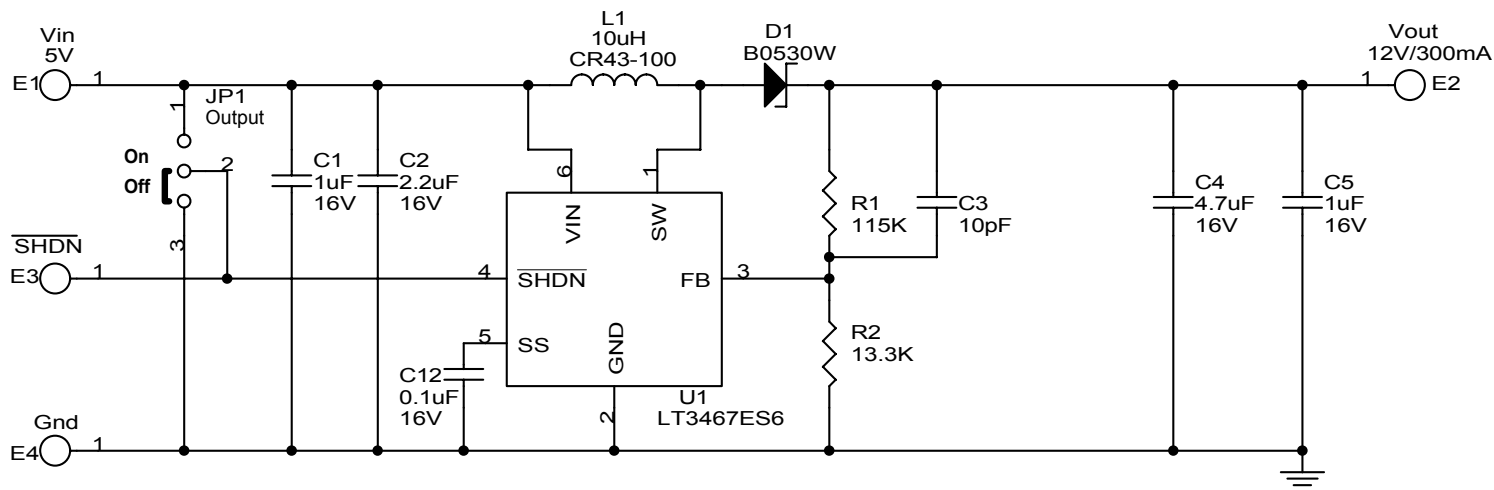 Vin
5V
E1
1
JP1
Output
1
On
Off
2
3
C1
1uF
16V
C2
2.2uF
16V
L1
10uH
CR43-100
D1
B0530W
Vout
12V/300mA
1
E2
6
1
VIN
SW
SHDN
E3
1
4
SHDN
FB
3
5
SS
GND
2
U1
LT3467ES6
C12
0.1uF
16V
R1
115K
C3
10pF
R2
13.3K
C4
4.7uF
16V
C5
1uF
16V
Gnd
E4
1